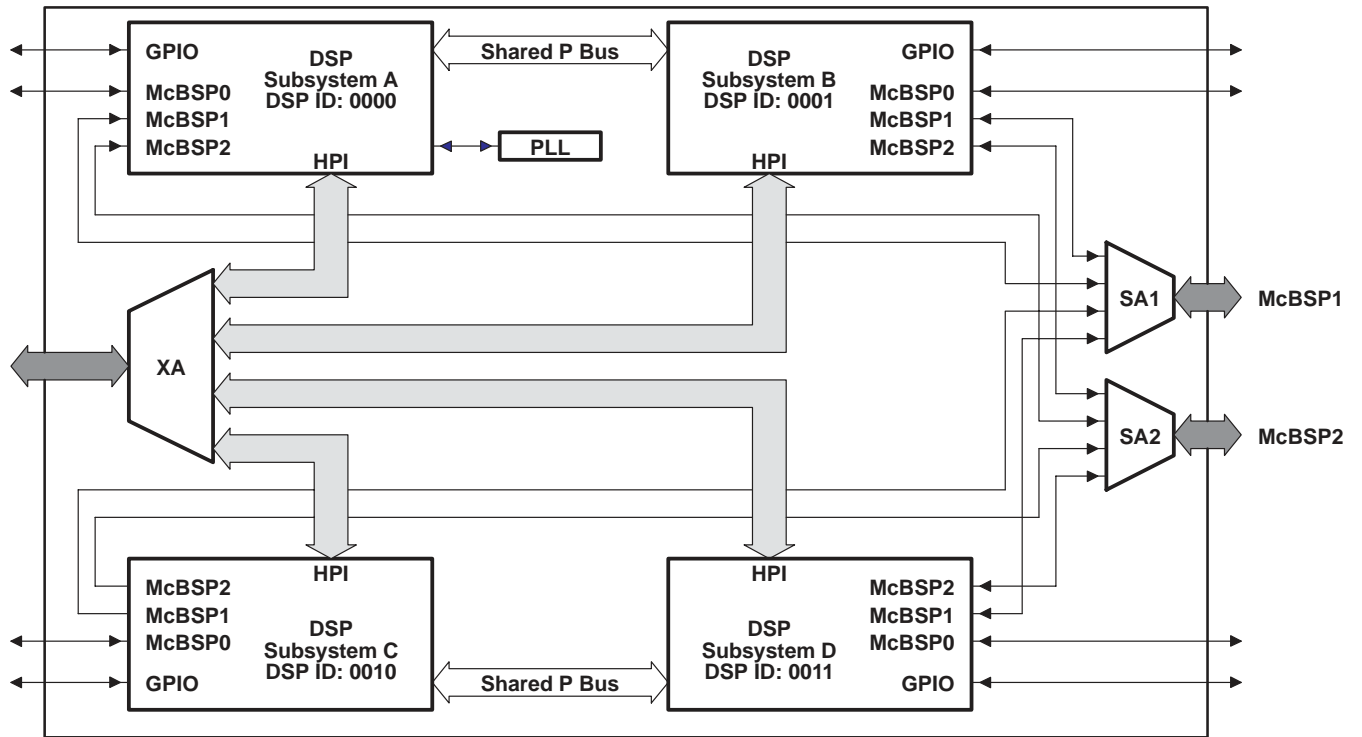 GPIO
McBSP0
McBSP1
McBSP2
DSP
Subsystem A
DSP ID: 0000
HPI
Shared P Bus
PLL
DSP
Subsystem B
DSP ID: 0001
HPI
GPIO
McBSP0
McBSP1
McBSP2
XA
SA1
McBSP1
SA2
McBSP2
HPI
McBSP2
McBSP1
McBSP0
GPIO
DSP
Subsystem C
DSP ID: 0010
Shared P Bus
HPI
DSP
Subsystem D
DSP ID: 0011
McBSP2
McBSP1
McBSP0
GPIO